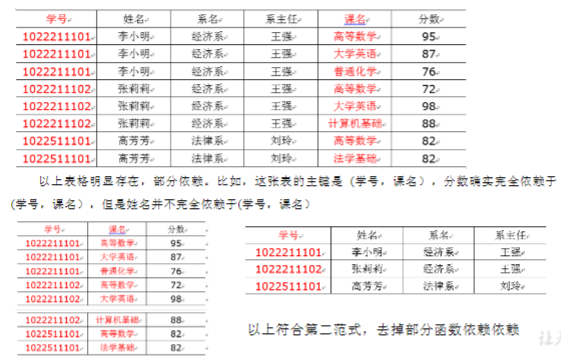 学号 姓名 系名 系主任 课名 分数
1022211101 李小明 经济系 王强 高等数学 95
1022211101 李小明 经济系 王强 大学英语 87
1022211101 李小明 经济系 王强 普通化学 76
1022211102 张莉莉 经济系 王强 高等数学 72
1022211102 张莉莉 经济系 王强 大学英语 98
1022211102 张莉莉 经济系 王强 计算机基础 88
1022511101 高芳芳 法律系 刘玲 高等数学 82
1022511101 高芳芳 法律系 刘玲 法学基础 82
以上表格明显存在,部分依赖。比如,这张表的主键是 (学号,课名),分数确实完全依赖于
(学号,课名),但是姓名并不完全依赖于(学号,课名)
学号 课名 分数
1022211101 高等数学 95
1022211101 大学英语 87
1022211101 普通化学 76
1022211102 高等数学 72
1022211102 大学英语 98
1022211102 计算机基础 88
1022511101 高等数学 82
1022511101 法学基础 82
学号 姓名 系名 系主任
1022211101 李小明 经济系 王强
1022211102 张莉莉 经济系 王强
1022511101 高芳芳 法律系 刘玲
以上符合第二范式,去掉部分函数依赖依赖